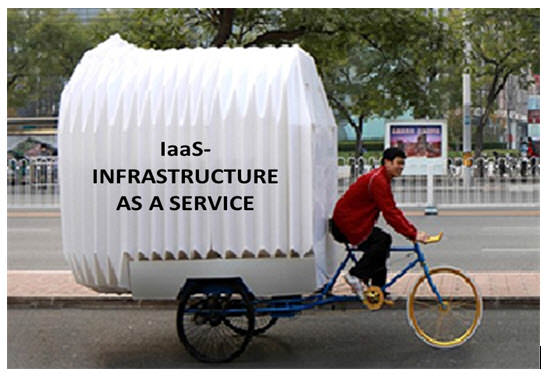 IaaS-
INFRASTRUCTURE
AS A SERVICE